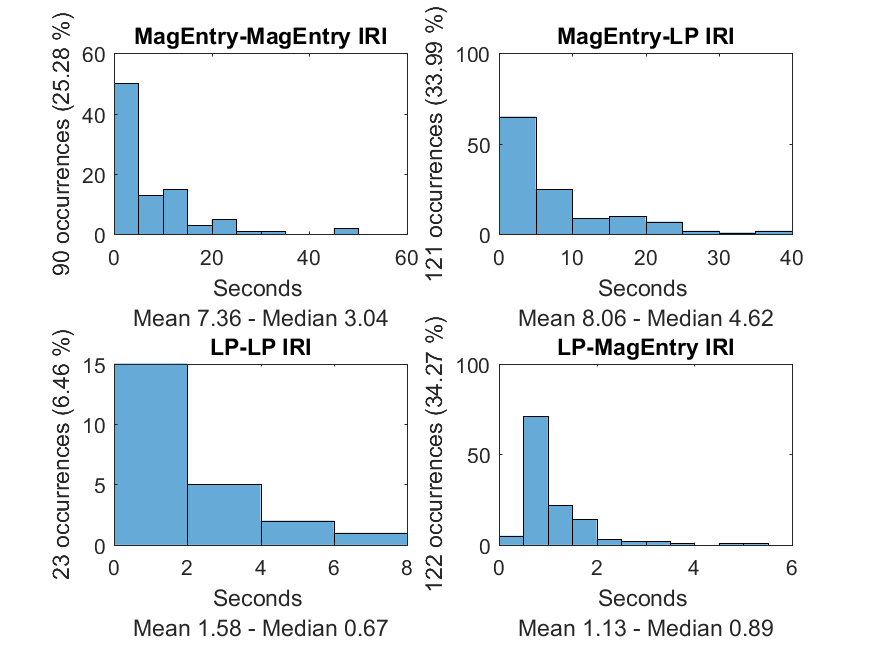 MagEntry-MagEntry IRI
90 occurrences (25.28 %)
60
40
20
0
0 20 40 60
Seconds
Mean 7.36 - Median 3.04
MagEntry-LP IRI
121 occurrences (33.99 %)
100
50
0
0 10 20 30 40
Seconds
Mean 8.06 - Median 4.62
LP-LP IRI
23 occurrences (6.46 %)
15
10
5
0
0 2 4 6 8
Seconds
Mean 1.58 - Median 0.67
LP-MagEntry IRI
122 occurrences (34.27 %)
100
50
0
0 2 4 6
Seconds
Mean 1.13 - Median 0.89